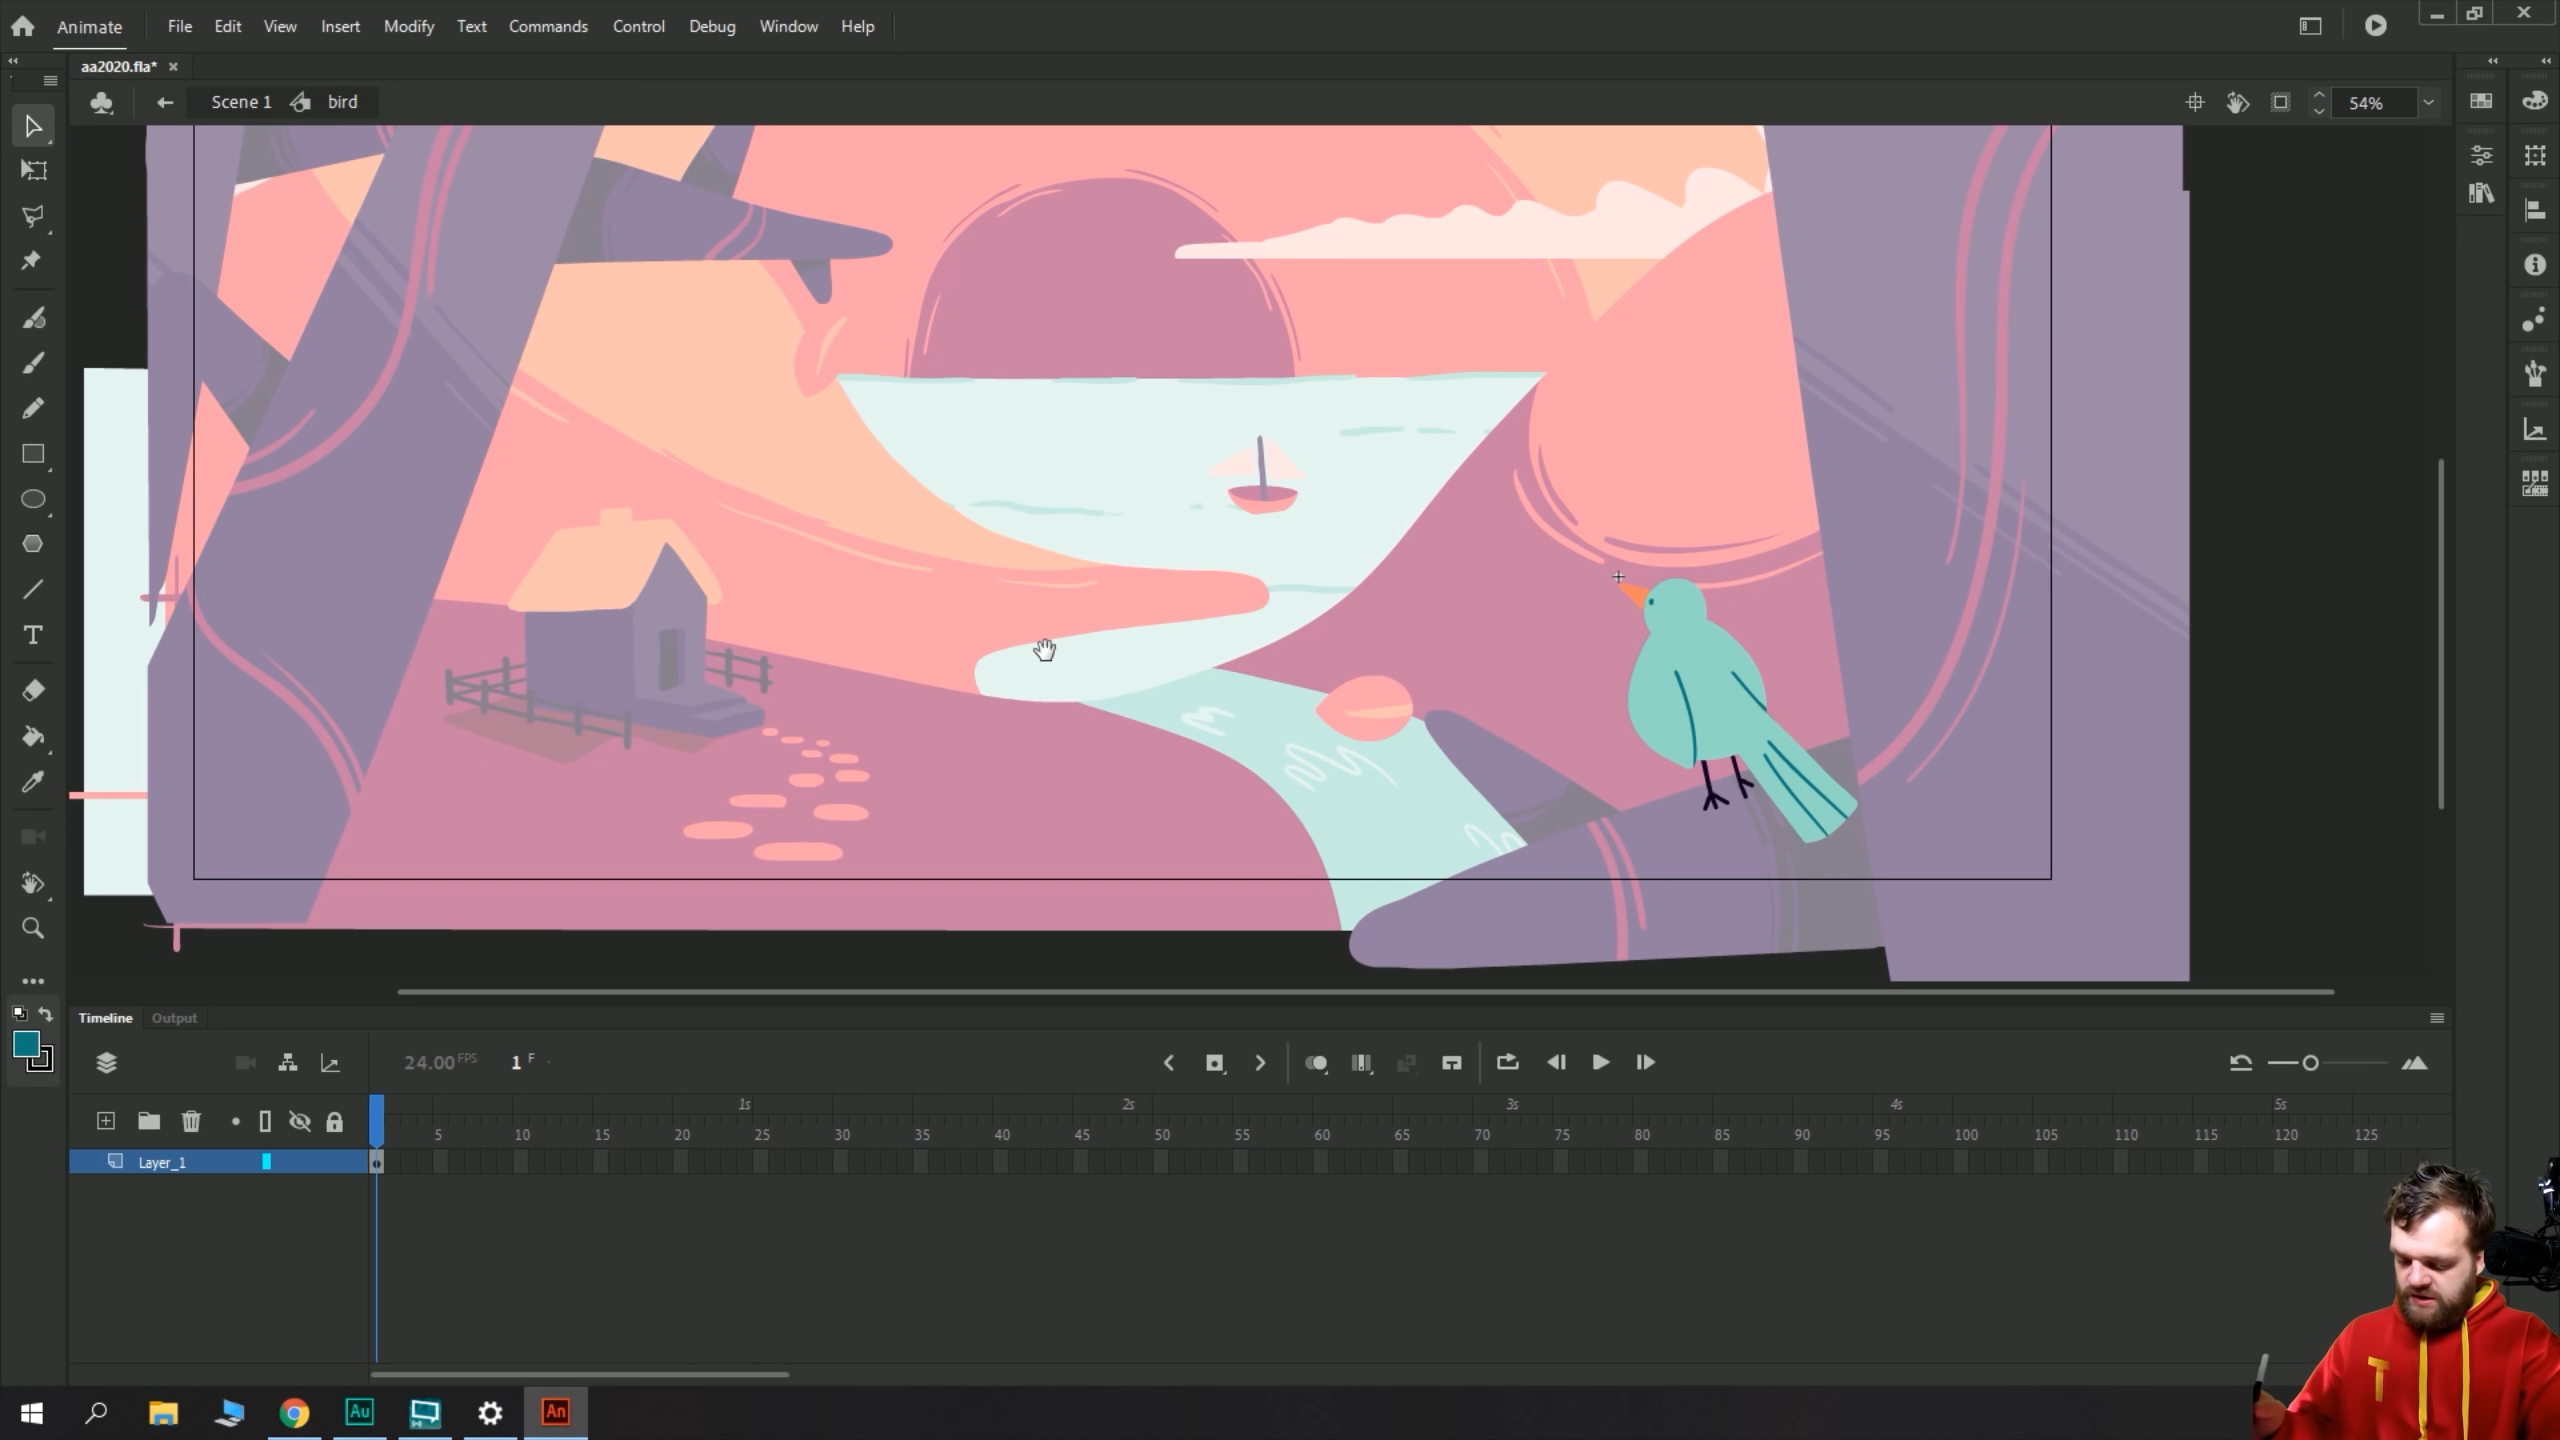 Animate File Edit View Insert Modify Text Commands Control Debug Window Help
aa2020.fla*
Scene 1 bird 54%
T
Timeline Output
24.00 FPS 1 F
1s 2s 3s 4s 5s
5 10 15 20 25 30 35 40 45 50 55 60 65 70 75 80 85 90 95 100 105 110 115 120 125
Layer_1
T
Au An